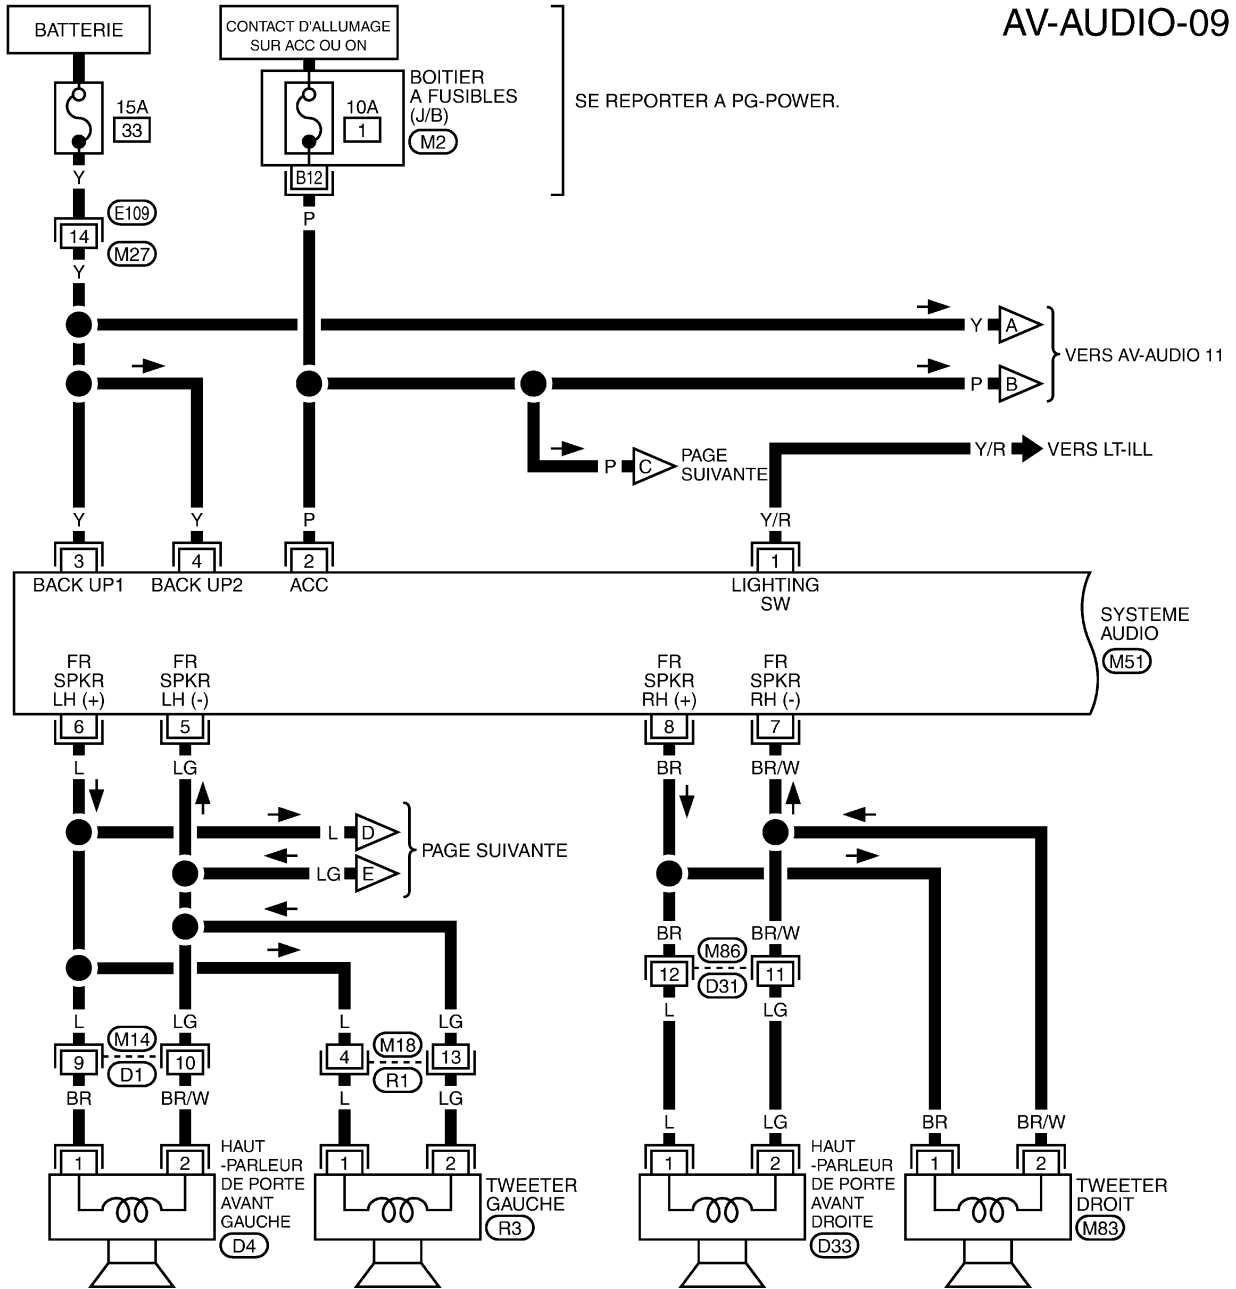 AV-AUDIO-09
BATTERIE
CONTACT D'ALLUMAGE
SUR ACC OU ON
15A
33
10A
1
BOITIER
A FUSIBLES
(J/B)
M2
SE REPORTER A PG-POWER.
Y
B12
P
E109
14
M27
Y
Y
A
P
B
VERS AV-AUDIO 11
P
C
PAGE
SUIVANTE
Y/R
VERS LT-ILL
Y
Y
P
Y/R
3
4
2
1
BACK UP1
BACK UP2
ACC
LIGHTING
SW
SYSTEME
AUDIO
M51
FR
SPKR
LH (+)
FR
SPKR
LH (-)
FR
SPKR
RH (+)
FR
SPKR
RH (-)
6
5
8
7
L
LG
BR
BR/W
L
D
LG
E
PAGE SUIVANTE
BR
BR/W
M86
12
11
D31
L
LG
L
LG
L
LG
M14
9
10
D1
M18
4
13
R1
BR
BR/W
L
LG
L
LG
BR
BR/W
1
2
1
2
1
2
1
2
HAUT
-PARLEUR
DE PORTE
AVANT
GAUCHE
D4
TWEETER
GAUCHE
R3
HAUT
-PARLEUR
DE PORTE
AVANT
DROITE
D33
TWEETER
DROIT
M83